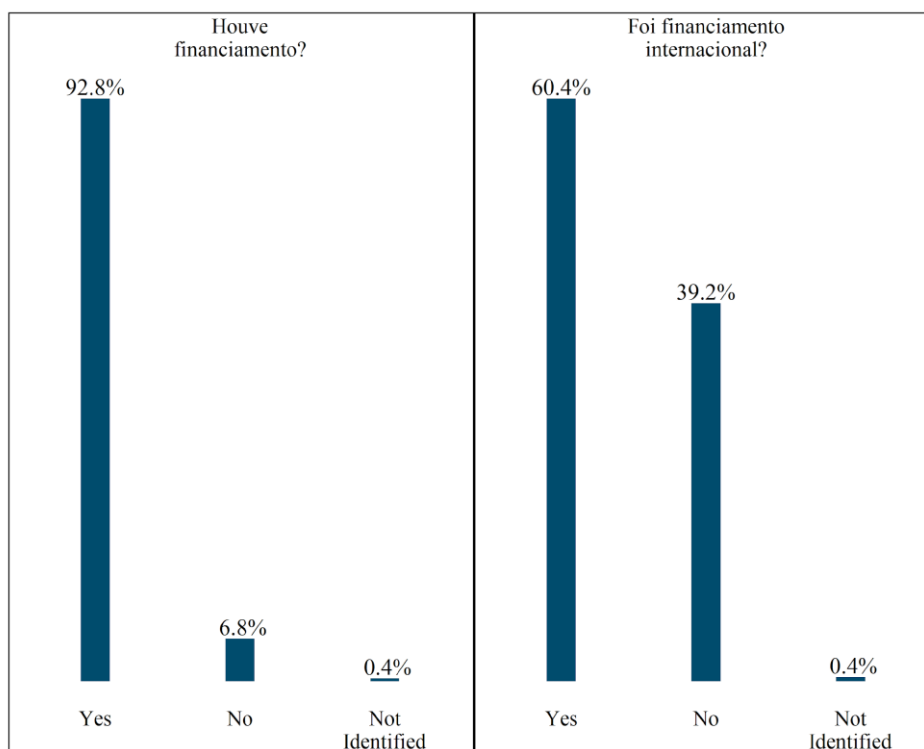 Houve
financiamento?
92.8%
6.8%
0.4%
Yes
No
Not
Identified
Foi financiamento
internacional?
60.4%
39.2%
0.4%
Yes
No
Not
Identified